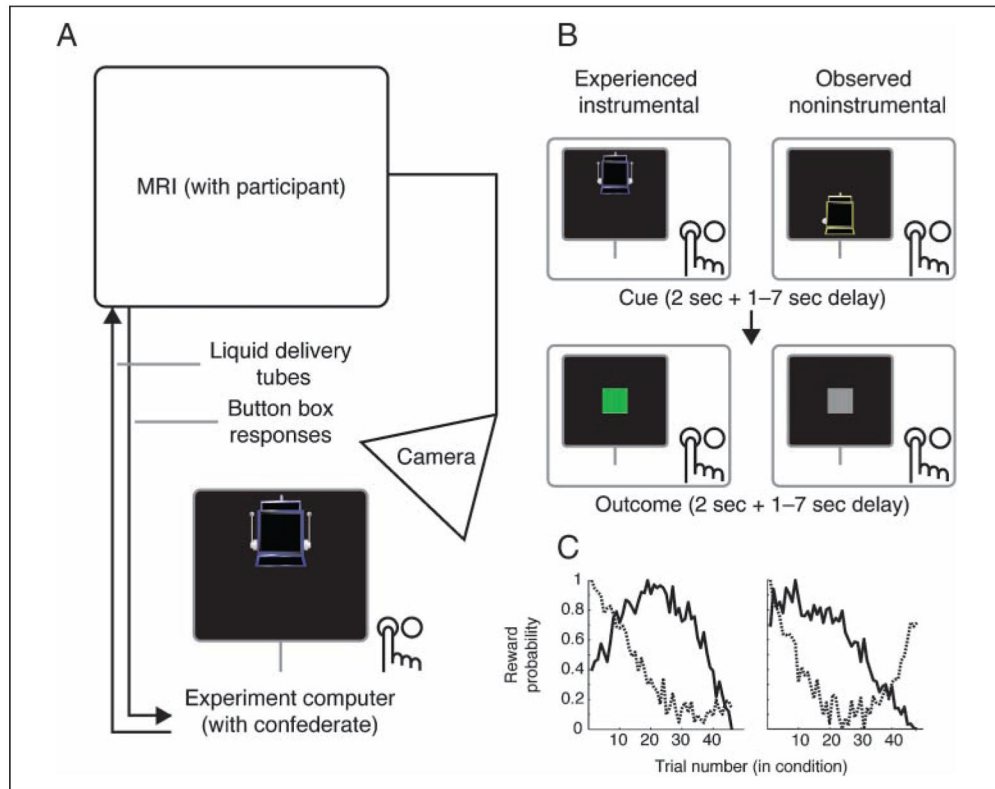 A
MRI (with participant)
Liquid delivery
tubes
Button box
responses
Camera
Experiment computer
(with confederate)
B
Experienced
instrumental
Observed
noninstrumental
Cue (2 sec + 1–7 sec delay)
Outcome (2 sec + 1–7 sec delay)
C
Reward
probability
1
0.8
0.6
0.4
0.2
0
10 20 30 40
10 20 30 40
Trial number (in condition)